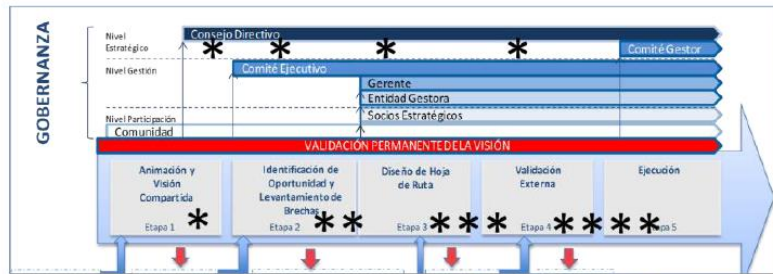 GOBERNANZA
Nivel
Estratégico
Consejo Directivo
* * * *
Comité Gestor
Nivel Gestión
Comité Ejecutivo
Gerente
Entidad Gestora
Nivel Participación
Socios Estratégicos
Comunidad
VALIDACIÓN PERMANENTE DE LA VISIÓN
Animación y
Visión
Compartida
Etapa 1 *
Identificación de
Oportunidad y
Levantamiento de
Brechas
Etapa 2 * *
Diseño de Hoja
de Ruta
Etapa 3 * * *
Validación
Externa
Etapa 4 * * * *
Ejecución
Etapa 5